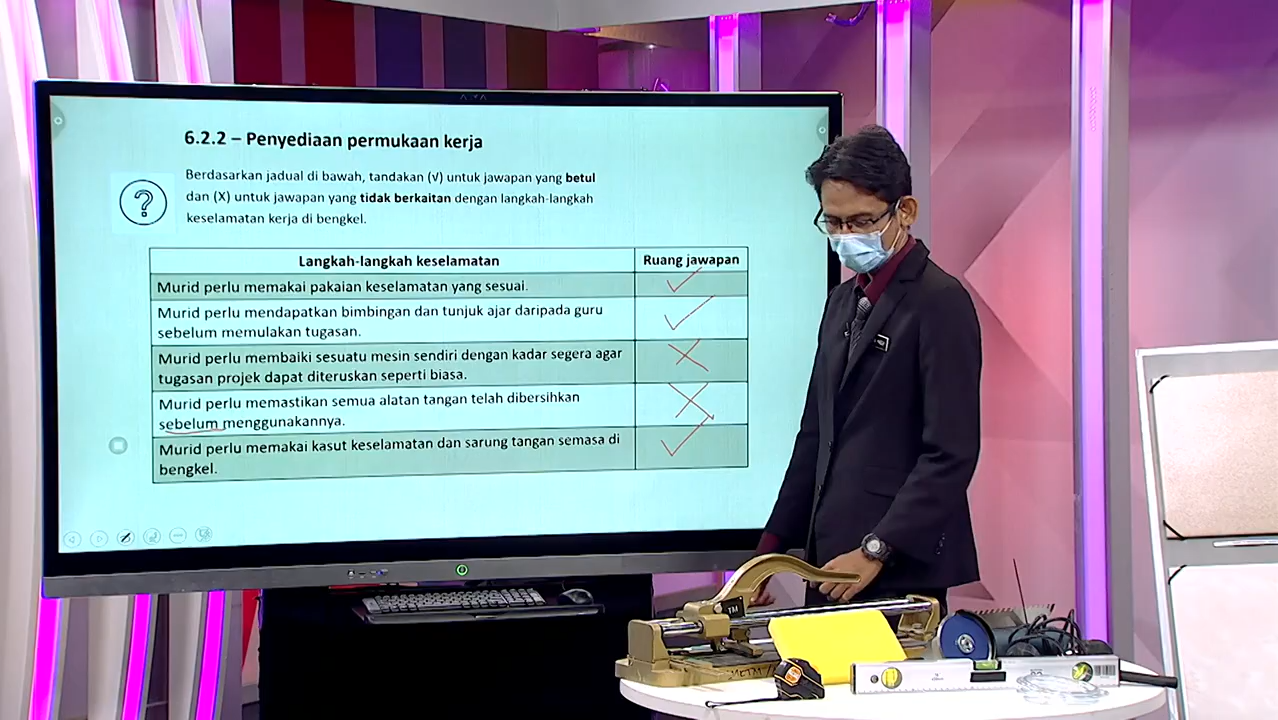 6.2.2 – Penyediaan permukaan kerja
?
Berdasarkan jadual di bawah, tandakan (√) untuk jawapan yang betul
dan (X) untuk jawapan yang tidak berkaitan dengan langkah-langkah
keselamatan kerja di bengkel.
Langkah-langkah keselamatan Ruang jawapan
Murid perlu memakai pakaian keselamatan yang sesuai. ✓
Murid perlu mendapatkan bimbingan dan tunjuk ajar daripada guru ✓
sebelum memulakan tugasan.
Murid perlu membaiki sesuatu mesin sendiri dengan kadar segera agar X
tugasan projek dapat diteruskan seperti biasa.
Murid perlu memastikan semua alatan tangan telah dibersihkan X
sebelum menggunakannya.
Murid perlu memakai kasut keselamatan dan sarung tangan semasa di ✓
bengkel.
TM